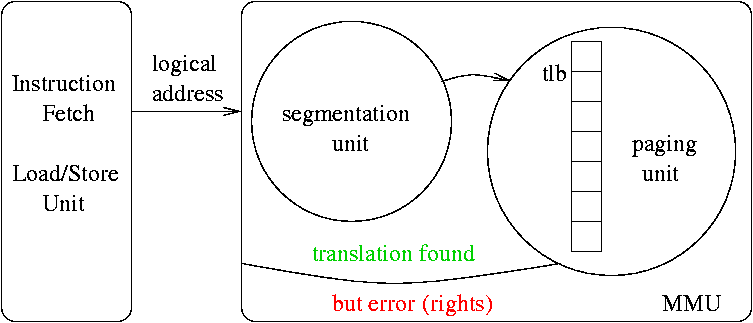 Instruction
Fetch
Load/Store
Unit
logical
address
segmentation
unit
tlb
paging
unit
translation found
but error (rights)
MMU